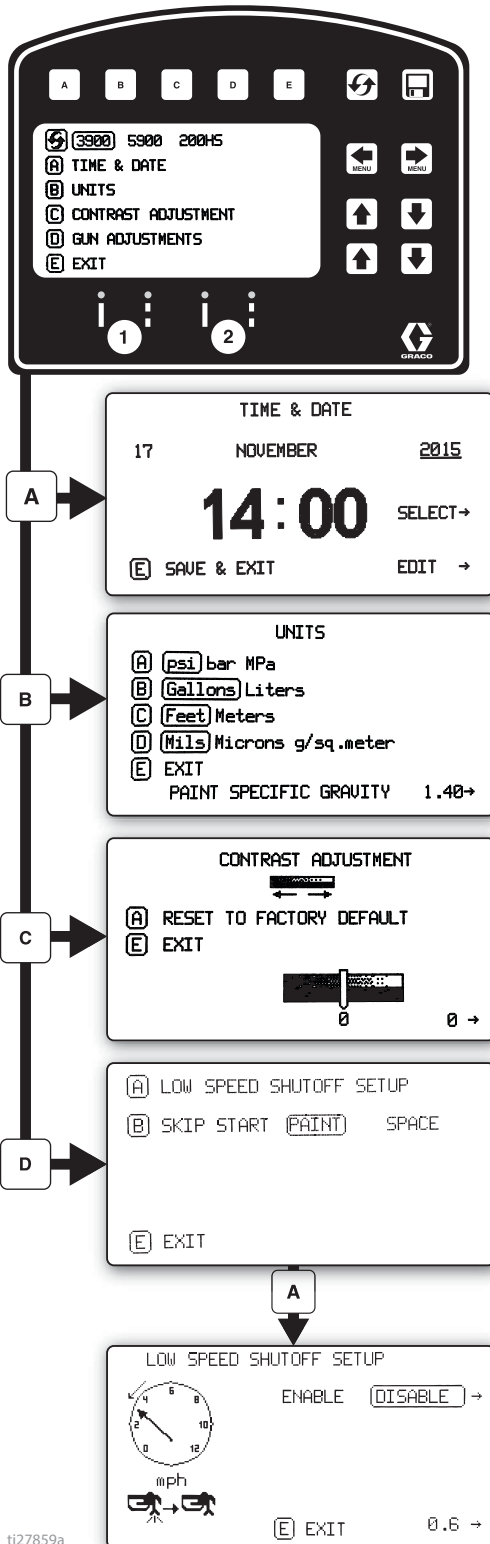 A B C D E
3900 5900 200HS
A TIME & DATE
B UNITS
C CONTRAST ADJUSTMENT
D GUN ADJUSTMENTS
E EXIT
MENU MENU
1 2
GRACO
A
TIME & DATE
17 NOVEMBER 2015
14:00
SELECT→
E SAVE & EXIT EDIT →
B
UNITS
A psi bar MPa
B Gallons Liters
C Feet Meters
D Mils Microns g/sq.meter
E EXIT
PAINT SPECIFIC GRAVITY 1.40→
C
CONTRAST ADJUSTMENT
A RESET TO FACTORY DEFAULT
E EXIT
0 0 →
D
A LOW SPEED SHUTOFF SETUP
B SKIP START PAINT SPACE
E EXIT
A
LOW SPEED SHUTOFF SETUP
ENABLE DISABLE →
0 2 4 6 8 10 12
mph
E EXIT 0.6 →
ti27859a